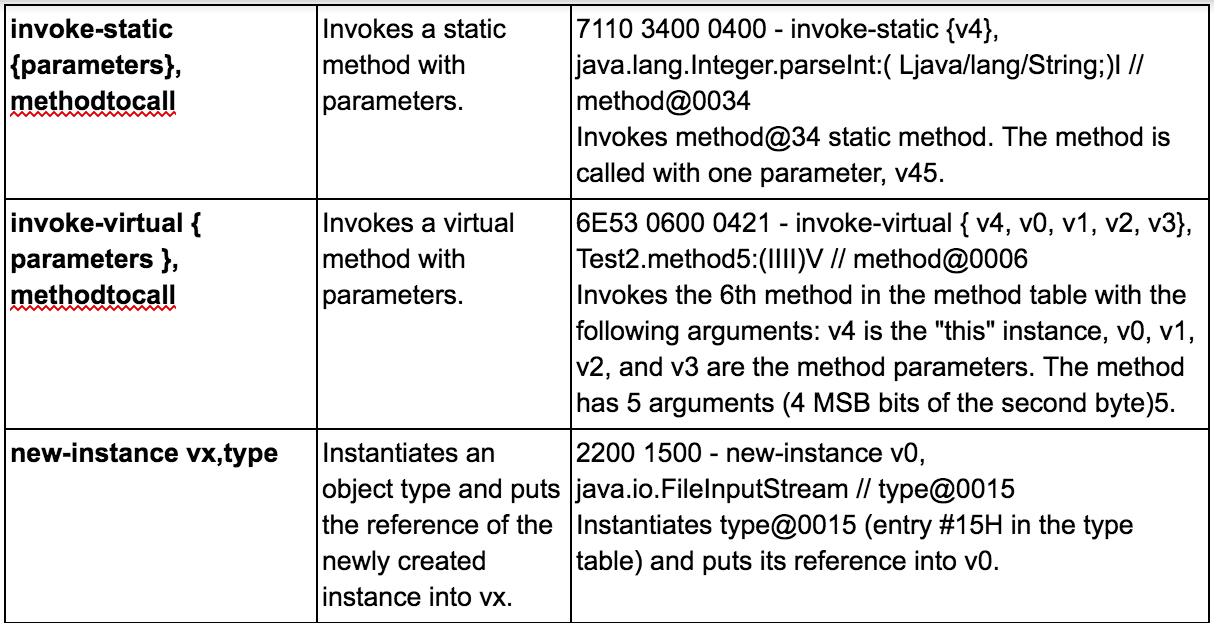 invoke-static
{parameters},
methodtocall
Invokes a static
method with
parameters.
7110 3400 0400 - invoke-static {v4},
java.lang.Integer.parseInt:( Ljava/lang/String;)I //
method@0034
Invokes method@34 static method. The method is
called with one parameter, v45.
invoke-virtual {
parameters },
methodtocall
Invokes a virtual
method with
parameters.
6E53 0600 0421 - invoke-virtual { v4, v0, v1, v2, v3},
Test2.method5:(IIII)V // method@0006
Invokes the 6th method in the method table with the
following arguments: v4 is the "this" instance, v0, v1,
v2, and v3 are the method parameters. The method
has 5 arguments (4 MSB bits of the second byte)5.
new-instance vx,type
Instantiates an
object type and puts
the reference of the
newly created
instance into vx.
2200 1500 - new-instance v0,
java.io.FileInputStream // type@0015
Instantiates type@0015 (entry #15H in the type
table) and puts its reference into v0.